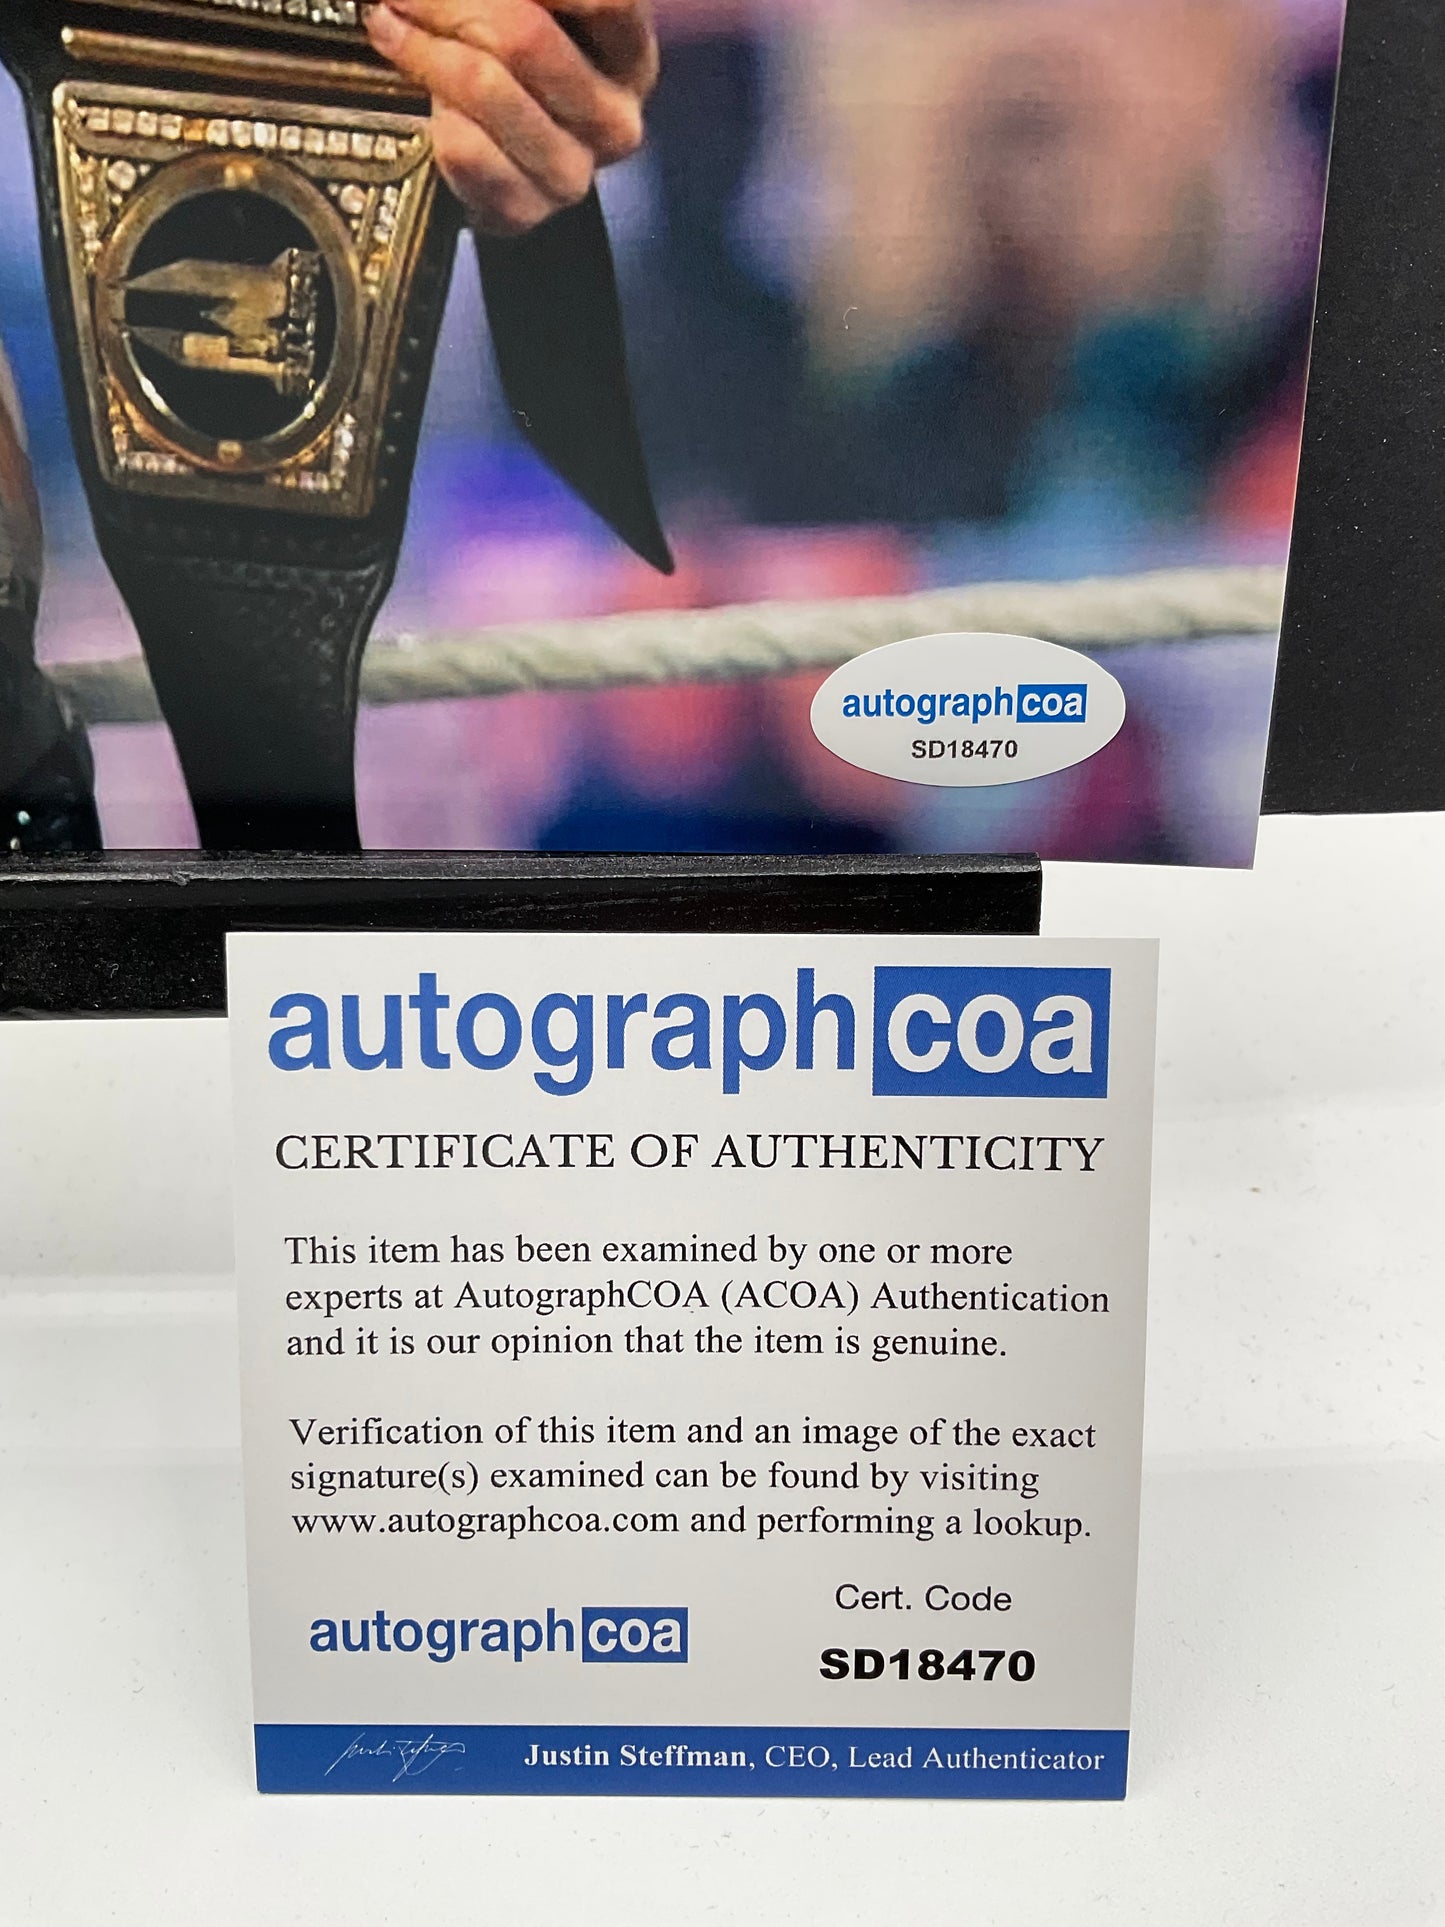 autographcoa
SD18470
autographcoa
CERTIFICATE OF AUTHENTICITY
This item has been examined by one or more
experts at AutographCOA (ACOA) Authentication
and it is our opinion that the item is genuine.
Verification of this item and an image of the exact
signature(s) examined can be found by visiting
www.autographcoa.com and performing a lookup.
Cert. Code
autographcoa
SD18470
Justin Steffman, CEO, Lead Authenticator